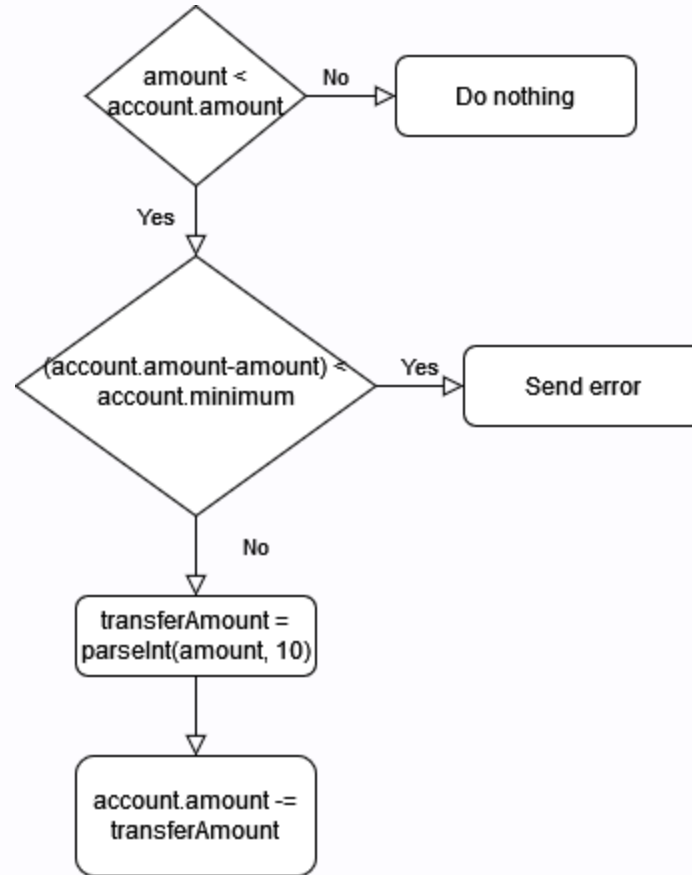 amount <
account.amount
No
Do nothing
Yes
(account.amount-amount) <
account.minimum
Yes
Send error
No
transferAmount =
parseInt(amount, 10)
account.amount -=
transferAmount